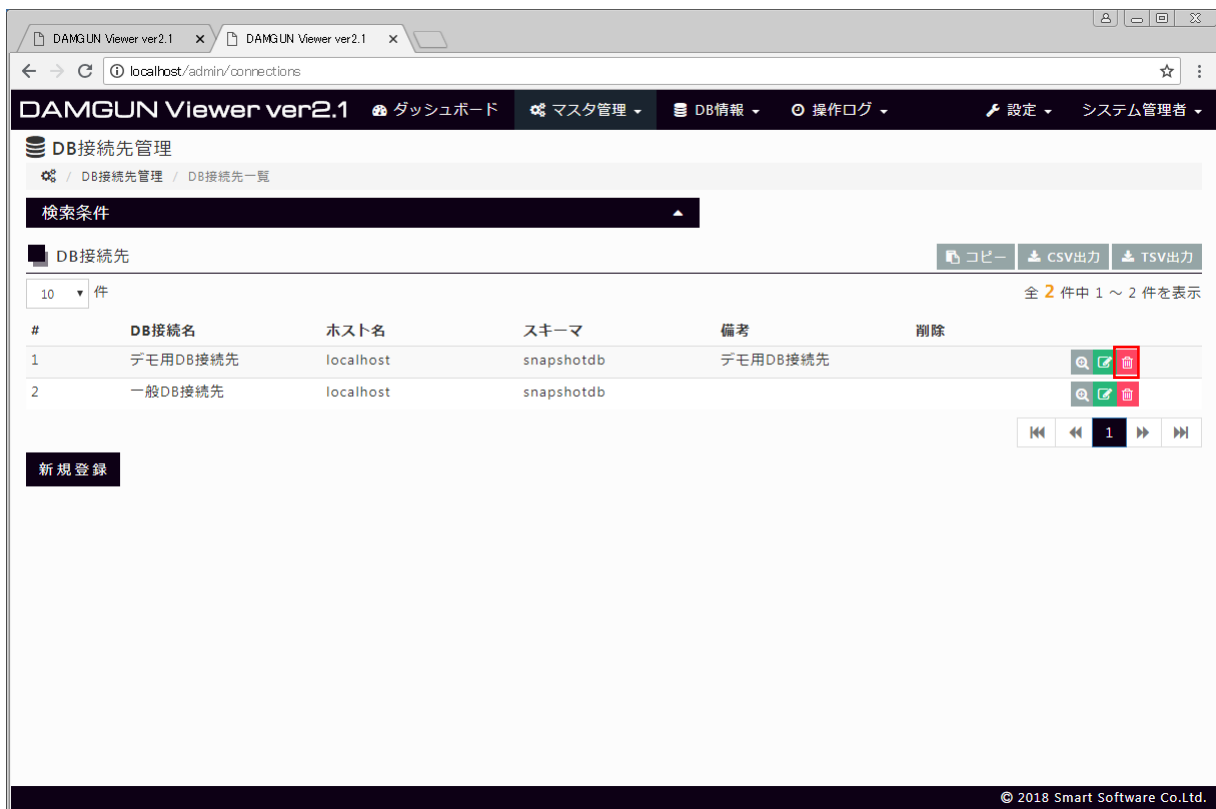 DAMGUN Viewer ver2.1 DAMGUN Viewer ver2.1
localhost/admin/connections
DAMGUN Viewer ver2.1 ダッシュボード マスタ管理 DB情報 操作ログ 設定 システム管理者
DB接続先管理
/ DB接続先管理 / DB接続先一覧
検索条件
DB接続先 コピー CSV出力 TSV出力
10 件 全 2 件中 1 ～ 2 件を表示
# DB接続名 ホスト名 スキーマ 備考 削除
1 デモ用DB接続先 localhost snapshotdb デモ用DB接続先
2 一般DB接続先 localhost snapshotdb
1
新規登録
© 2018 Smart Software Co.Ltd.